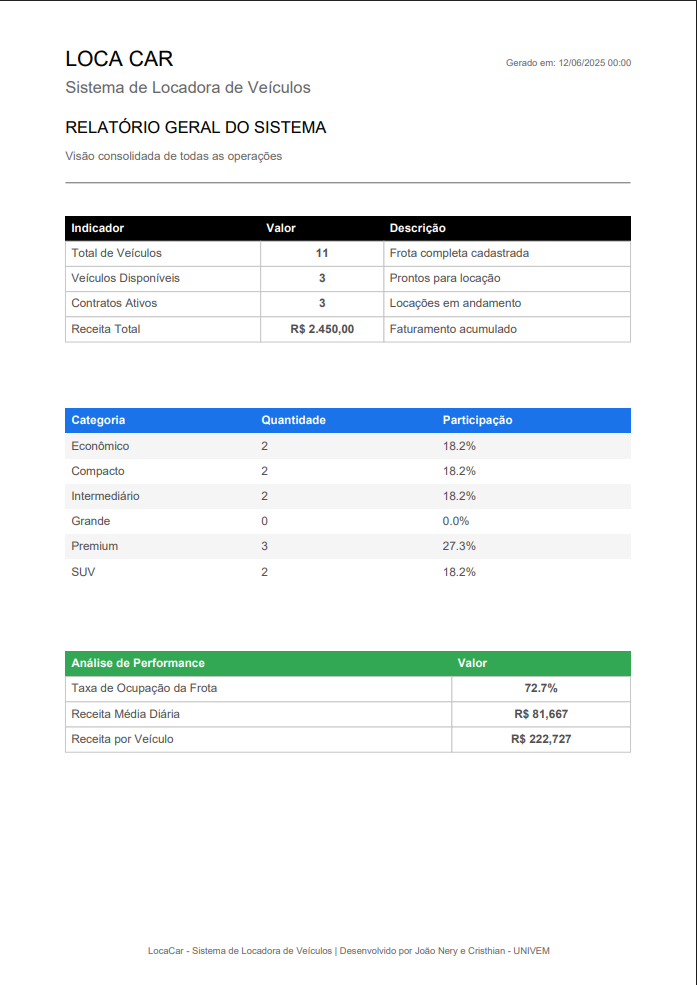 LOCA CAR
Gerado em: 12/06/2025 00:00
Sistema de Locadora de Veículos
RELATÓRIO GERAL DO SISTEMA
Visão consolidada de todas as operações
Indicador Valor Descrição
Total de Veículos 11 Frota completa cadastrada
Veículos Disponíveis 3 Prontos para locação
Contratos Ativos 3 Locações em andamento
Receita Total R$ 2.450,00 Faturamento acumulado
Categoria Quantidade Participação
Econômico 2 18.2%
Compacto 2 18.2%
Intermediário 2 18.2%
Grande 0 0.0%
Premium 3 27.3%
SUV 2 18.2%
Análise de Performance Valor
Taxa de Ocupação da Frota 72.7%
Receita Média Diária R$ 81,667
Receita por Veículo R$ 222,727
LocaCar - Sistema de Locadora de Veículos | Desenvolvido por João Nery e Cristhian - UNIVEM